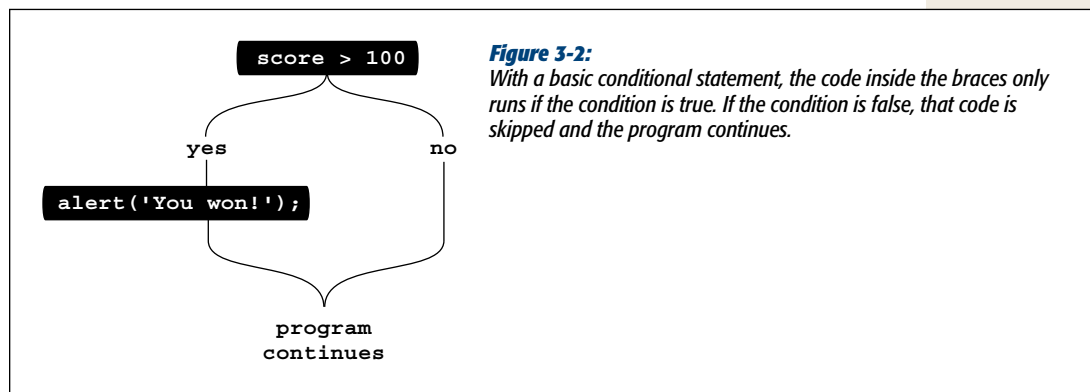 score > 100
yes
no
alert('You won!');
program
continues
Figure 3-2:
With a basic conditional statement, the code inside the braces only
runs if the condition is true. If the condition is false, that code is
skipped and the program continues.